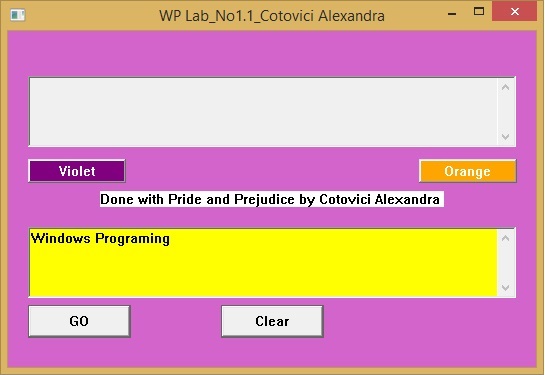 WP Lab_No1.1_Cotovici Alexandra
Violet
Orange
Done with Pride and Prejudice by Cotovici Alexandra
Windows Programing
GO
Clear